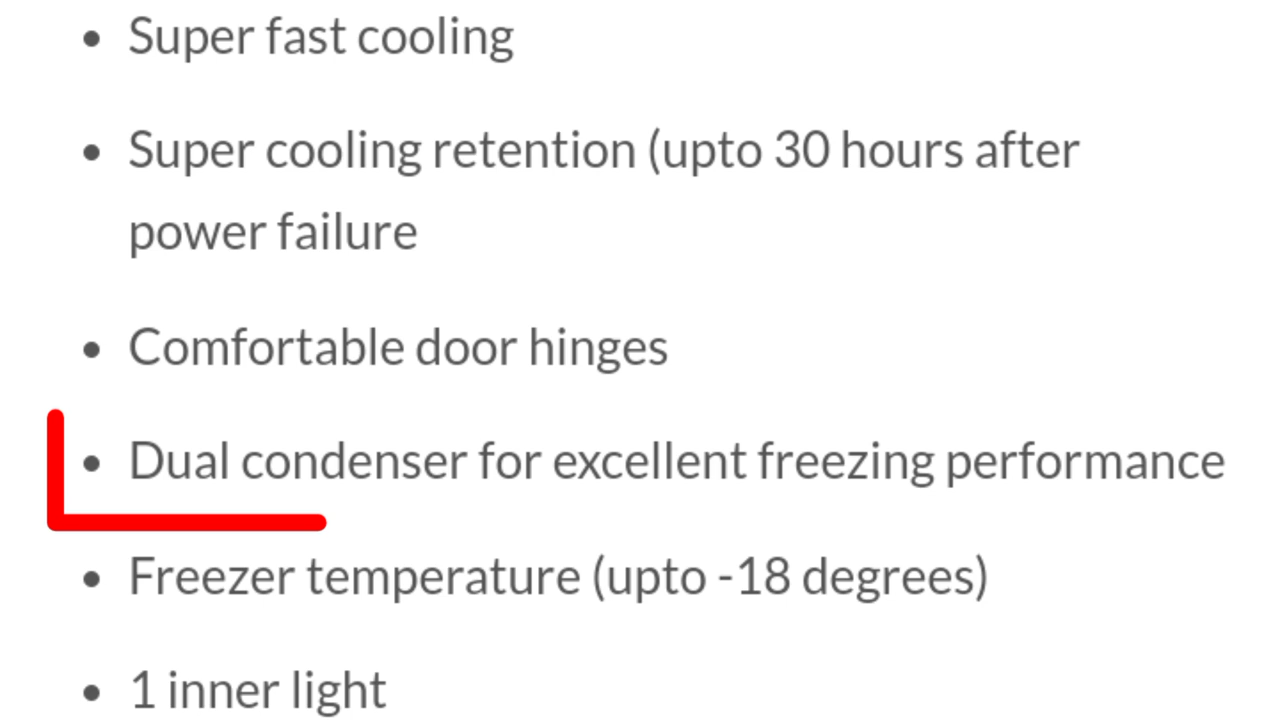 • Super fast cooling
• Super cooling retention (upto 30 hours after
power failure
• Comfortable door hinges
• Dual condenser for excellent freezing performance
• Freezer temperature (upto -18 degrees)
• 1 inner light